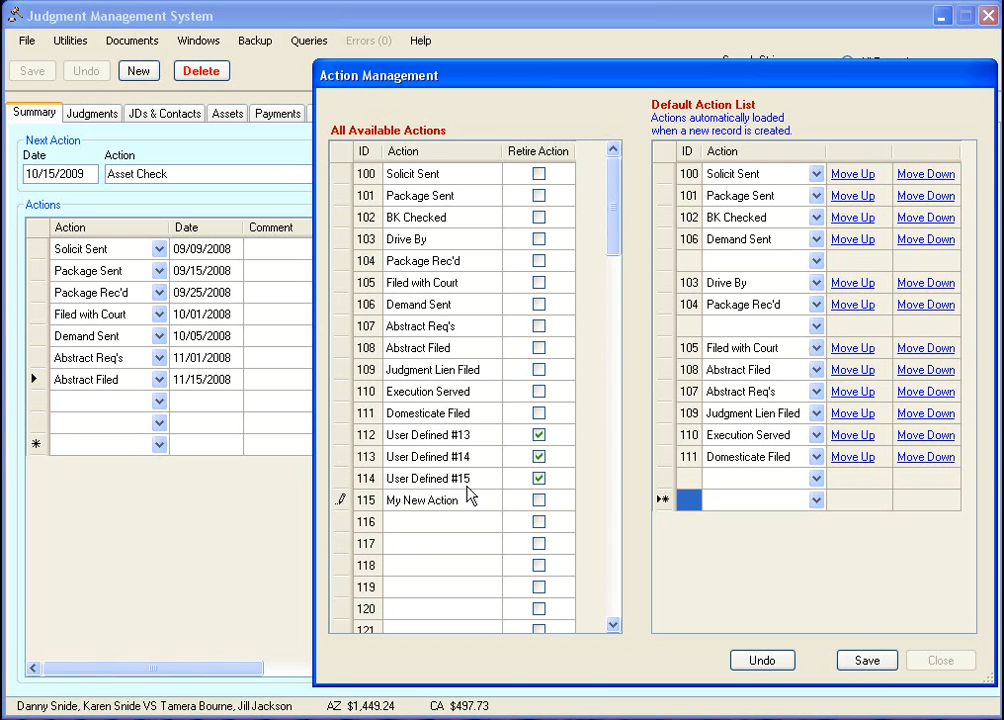 Judgment Management System
File Utilities Documents Windows Backup Queries Errors (0) Help
Save Undo New Delete
Summary Judgments JDs & Contacts Assets Payments
Next Action
Date Action
10/15/2009 Asset Check
Actions
Action Date Comment
Solicit Sent 09/09/2008
Package Sent 09/15/2008
Package Rec'd 09/25/2008
Filed with Court 10/01/2008
Demand Sent 10/05/2008
Abstract Req's 11/01/2008
Abstract Filed 11/15/2008
Action Management
All Available Actions
ID Action Retire Action
100 Solicit Sent
101 Package Sent
102 BK Checked
103 Drive By
104 Package Rec'd
105 Filed with Court
106 Demand Sent
107 Abstract Req's
108 Abstract Filed
109 Judgment Lien Filed
110 Execution Served
111 Domesticate Filed
112 User Defined #13
113 User Defined #14
114 User Defined #15
115 My New Action
116
117
118
119
120
121
Default Action List
Actions automatically loaded
when a new record is created.
ID Action
100 Solicit Sent Move Up Move Down
101 Package Sent Move Up Move Down
102 BK Checked Move Up Move Down
106 Demand Sent Move Up Move Down
103 Drive By Move Up Move Down
104 Package Rec'd Move Up Move Down
105 Filed with Court Move Up Move Down
108 Abstract Filed Move Up Move Down
107 Abstract Req's Move Up Move Down
109 Judgment Lien Filed Move Up Move Down
110 Execution Served Move Up Move Down
111 Domesticate Filed Move Up Move Down
Undo Save Close
Danny Snide, Karen Snide VS Tamera Bourne, Jill Jackson AZ $1,449.24 CA $497.73